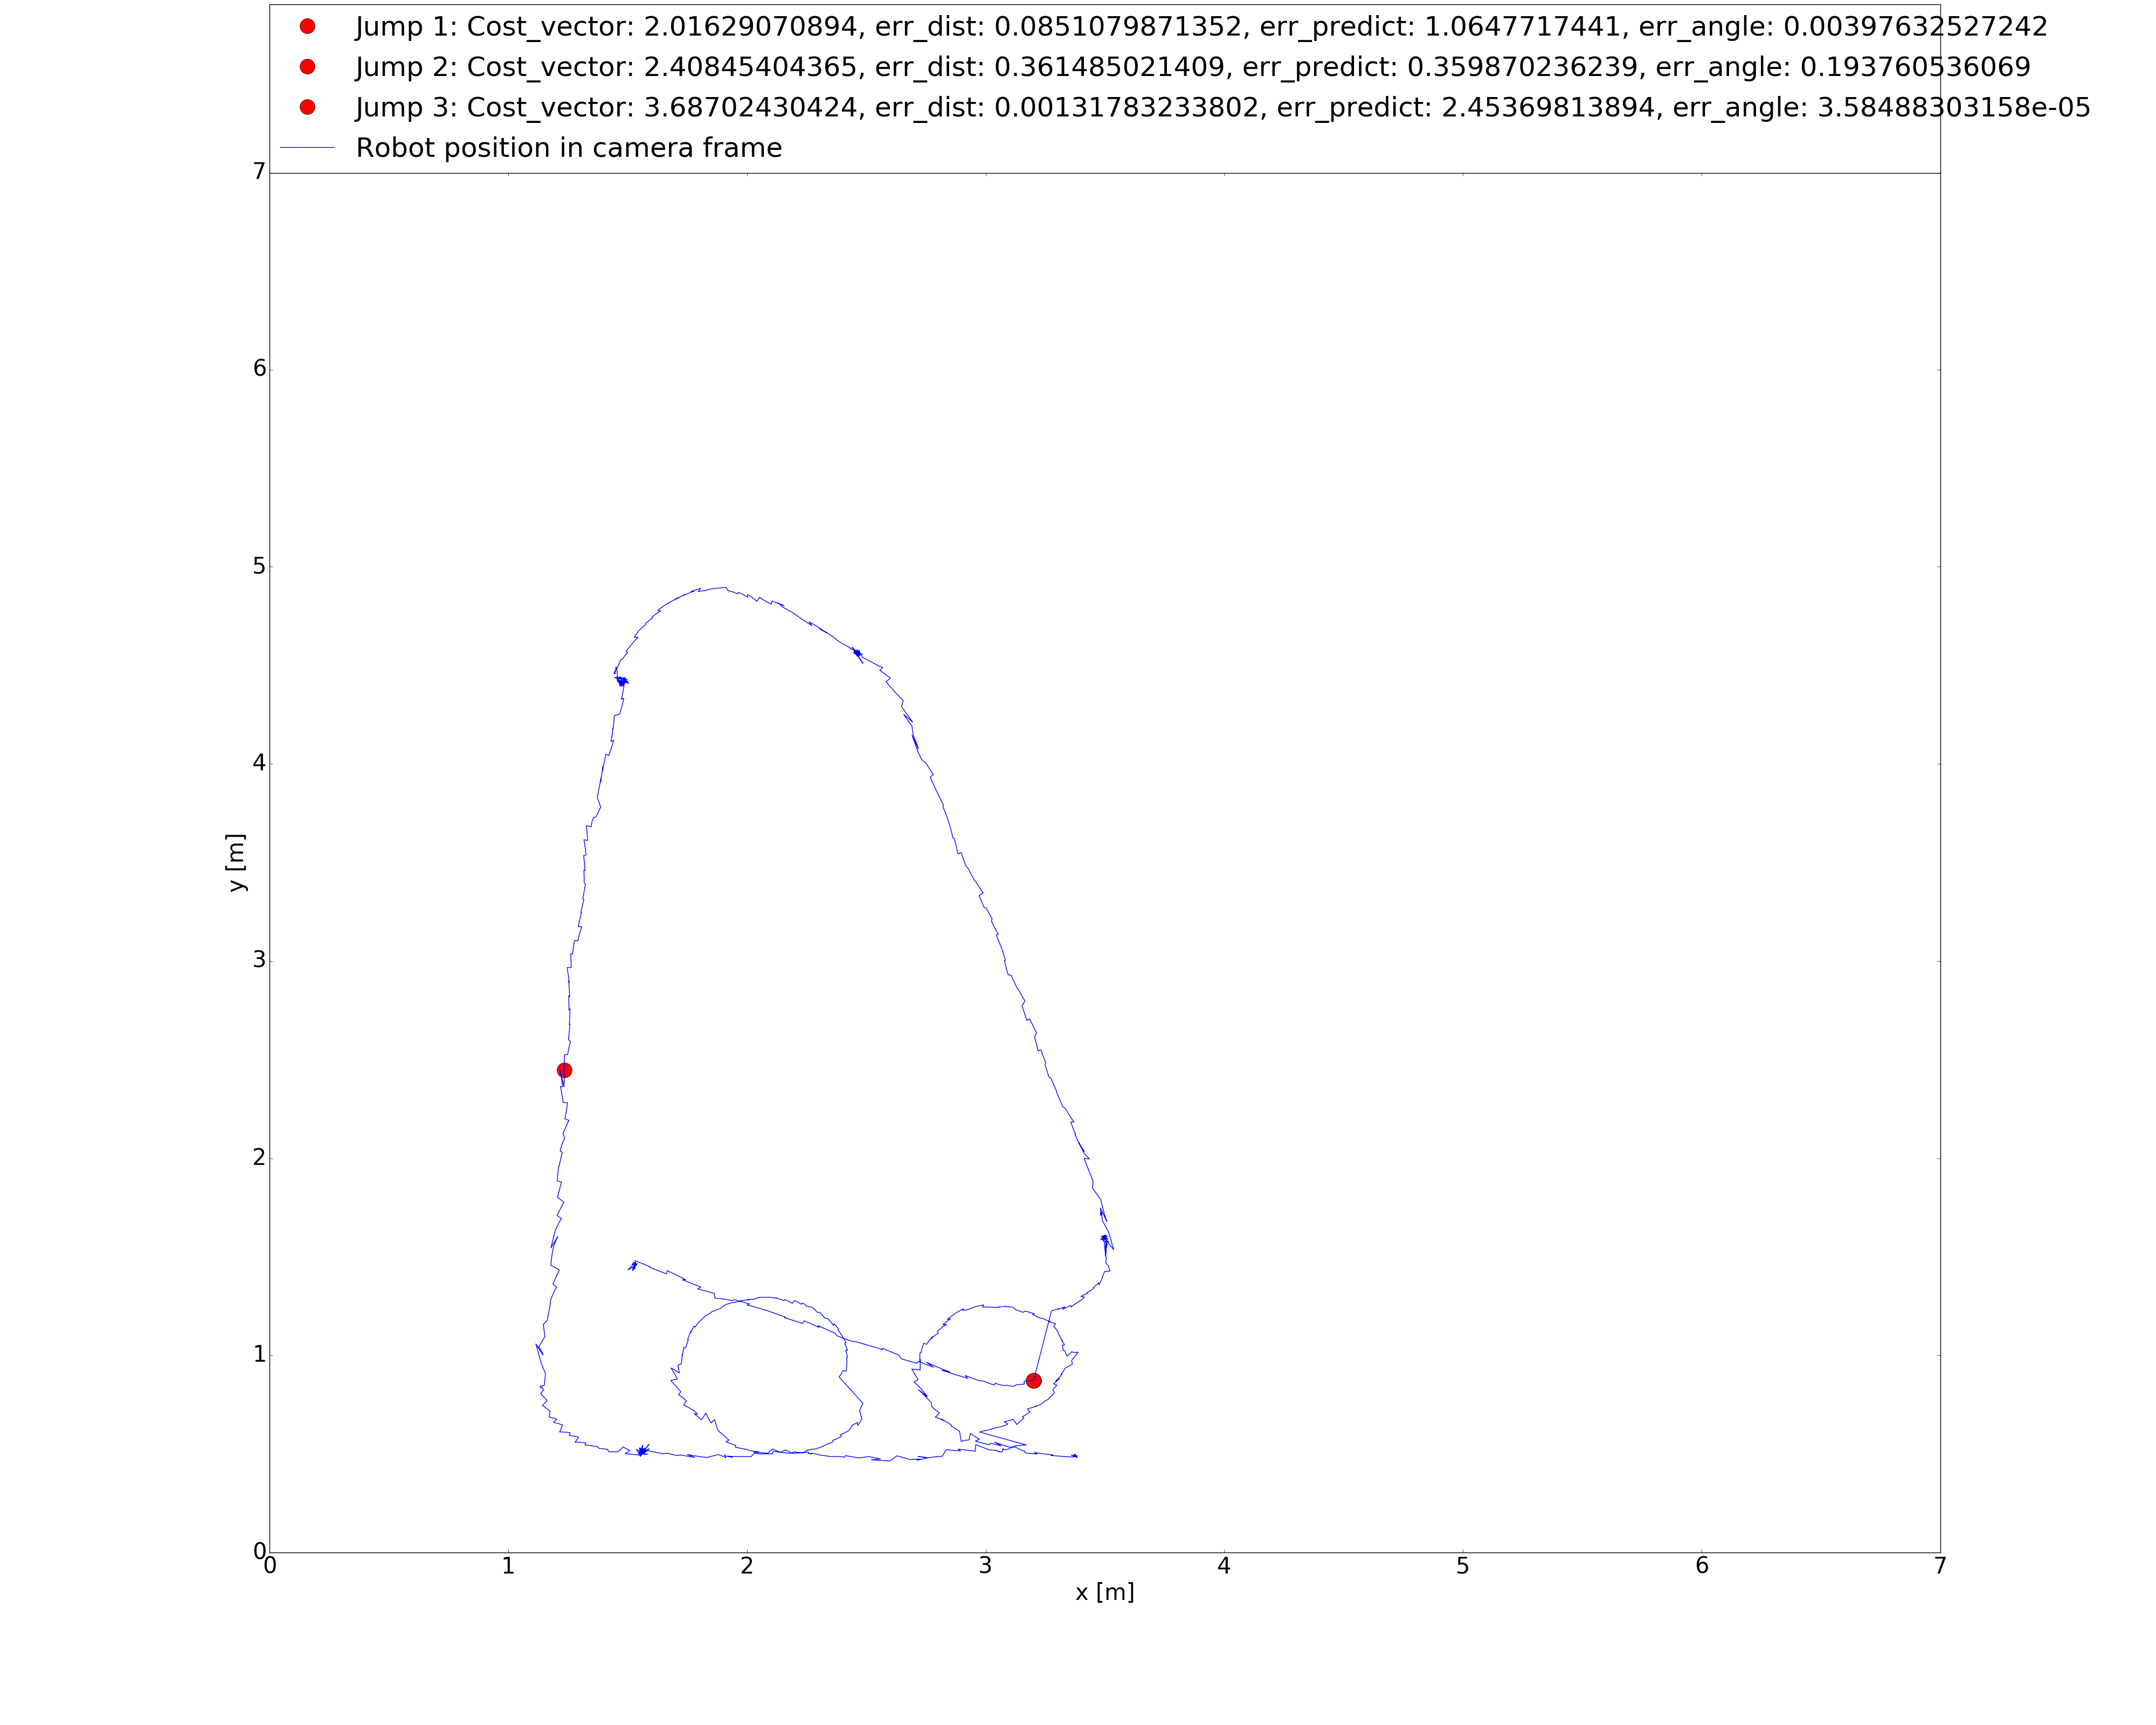 Jump 1: Cost_vector: 2.01629070894, err_dist: 0.0851079871352, err_predict: 1.0647717441, err_angle: 0.00397632527242
Jump 2: Cost_vector: 2.40845404365, err_dist: 0.361485021409, err_predict: 0.359870236239, err_angle: 0.193760536069
Jump 3: Cost_vector: 3.68702430424, err_dist: 0.00131783233802, err_predict: 2.45369813894, err_angle: 3.58488303158e-05
Robot position in camera frame
7
6
5
4
3
2
1
0
y [m]
0 1 2 3 4 5 6 7
x [m]